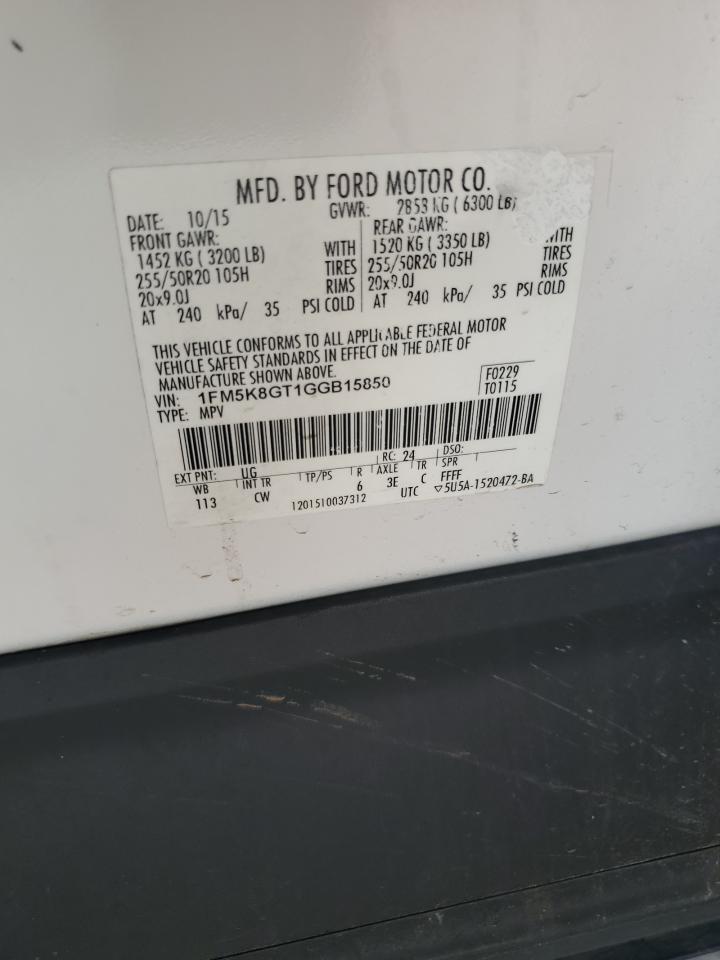 MFD. BY FORD MOTOR CO.
DATE: 10/15 GVWR: 2853 KG ( 6300 LB)
FRONT GAWR: REAR GAWR:
1452 KG ( 3200 LB) WITH 1520 KG ( 3350 LB) WITH
255/50R20 105H TIRES 255/50R20 105H TIRES
20x9.0J RIMS 20x9.0J RIMS
AT 240 kPa/ 35 PSI COLD AT 240 kPa/ 35 PSI COLD
THIS VEHICLE CONFORMS TO ALL APPLICABLE FEDERAL MOTOR
VEHICLE SAFETY STANDARDS IN EFFECT ON THE DATE OF
MANUFACTURE SHOWN ABOVE.
VIN: 1FM5K8GT1GGB15850 F0229
TYPE: MPV T0115
EXT PNT: UG RC: 24 DSO:
WB INT TR TP/PS R AXLE TR SPR
113 CW 6 3E C FFFF
1201510037312 UTC ▽5U5A-1520472-BA